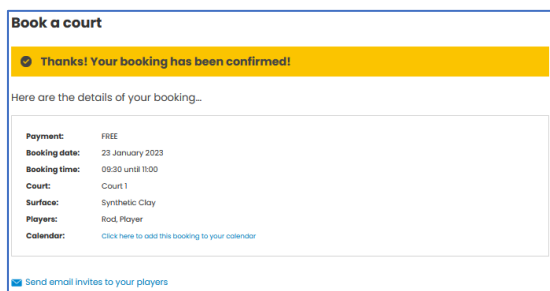 Book a court
Thanks! Your booking has been confirmed!
Here are the details of your booking...
Payment: FREE
Booking date: 23 January 2023
Booking time: 09:30 until 11:00
Court: Court 1
Surface: Synthetic Clay
Players: Rod, Player
Calendar: Click here to add this booking to your calendar
Send email invites to your players